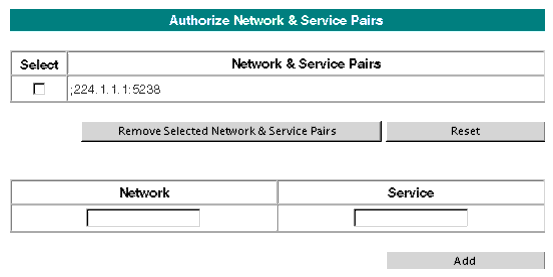 Authorize Network & Service Pairs
Select Network & Service Pairs
;224.1.1.1:5238
Remove Selected Network & Service Pairs Reset
Network Service
Add